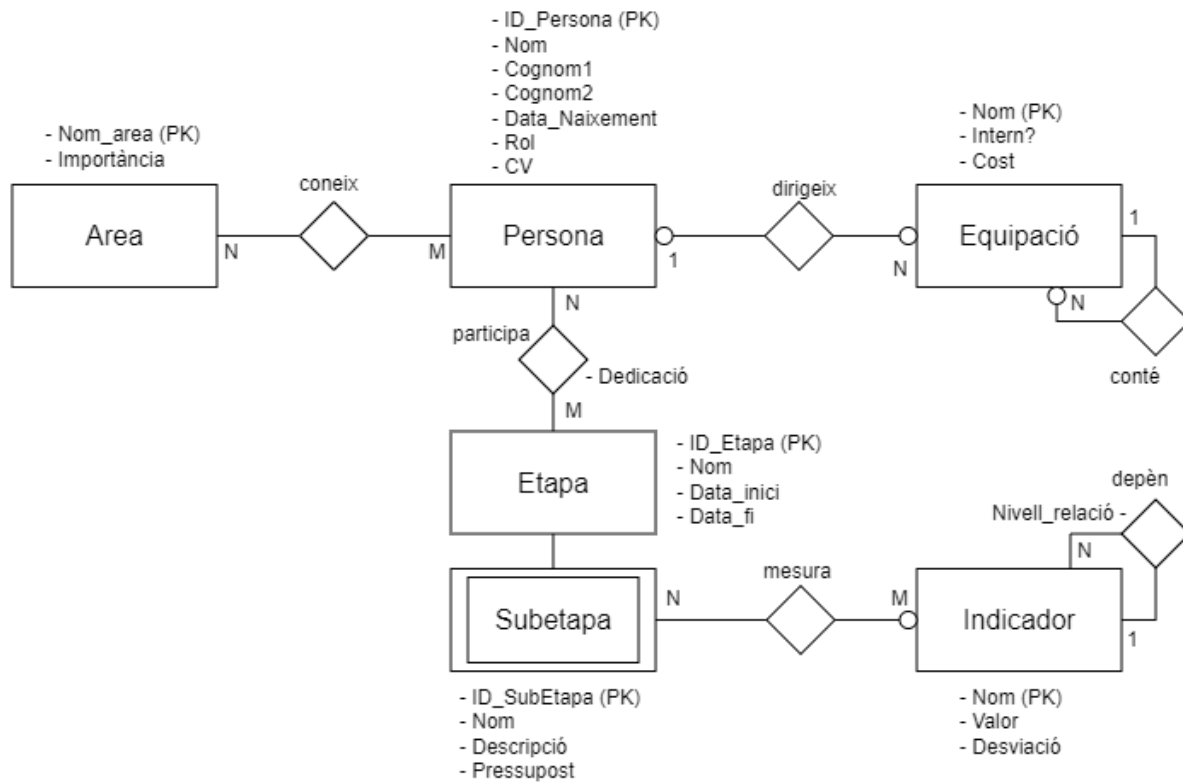 - ID_Persona (PK)
- Nom
- Cognom1
- Cognom2
- Data_Naixement
- Rol
- CV
- Nom_area (PK)
- Importància
- Nom (PK)
- Intern?
- Cost
coneix
dirigeix
Area
N
M
Persona
1
N
Equipació
1
N
conté
N
participa
- Dedicació
M
Etapa
- ID_Etapa (PK)
- Nom
- Data_inici
- Data_fi
depèn
Nivell_relació -
N
1
Subetapa
N
mesura
M
Indicador
- ID_SubEtapa (PK)
- Nom
- Descripció
- Pressupost
- Nom (PK)
- Valor
- Desviació